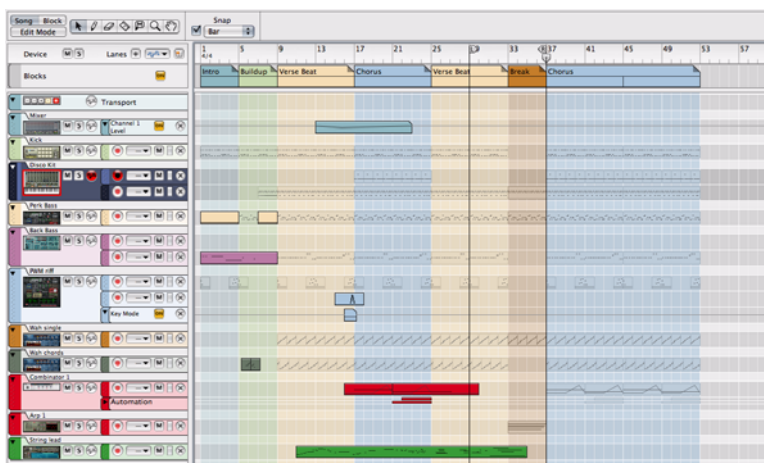 Song Block
Edit Mode
Snap
Bar
Device M S Lanes
1 5 9 13 17 21 25 29 33 37 41 45 49 53 57
4/4
Blocks
Intro Buildup Verse Beat Chorus Verse Beat Break Chorus
Transport
Mixer
M S Channel 1
Level
Kick
M S M
Disco Kit
M S M
M
Perk Bass
M S M
Back Bass
M S
M
PWM riff
M S M
M
Key Mode
Wah single
M S M
Wah chords
M S M
Combinator 1
M S M
Automation
Arp 1
M S M
String lead
M S M